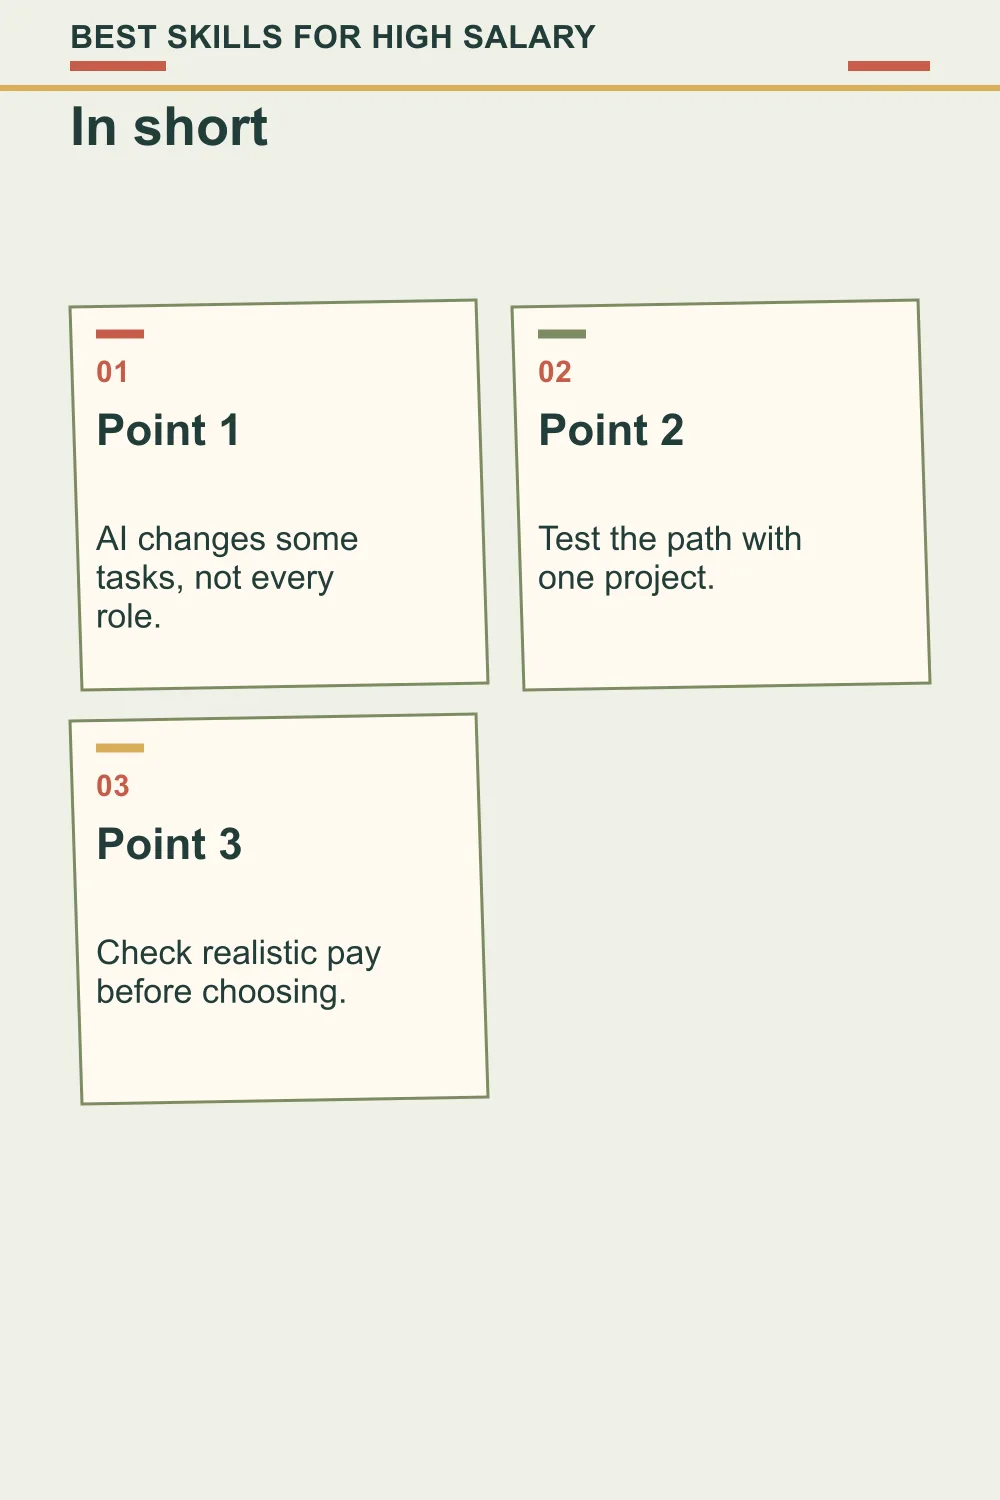 BEST SKILLS FOR HIGH SALARY
In short
01
Point 1
AI changes some
tasks, not every
role.
02
Point 2
Test the path with
one project.
03
Point 3
Check realistic pay
before choosing.